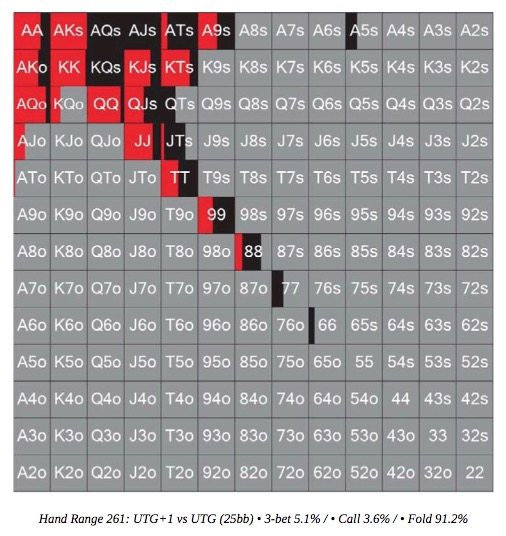 AA AKs AQs AJs ATs A9s A8s A7s A6s A5s A4s A3s A2s
AKo KK KQs KJs KTs K9s K8s K7s K6s K5s K4s K3s K2s
AQo KQo QQ QJs QTs Q9s Q8s Q7s Q6s Q5s Q4s Q3s Q2s
AJo KJo QJo JJ JTs J9s J8s J7s J6s J5s J4s J3s J2s
ATo KTo QTo JTo TT T9s T8s T7s T6s T5s T4s T3s T2s
A9o K9o Q9o J9o T9o 99 98s 97s 96s 95s 94s 93s 92s
A8o K8o Q8o J8o T8o 98o 88 87s 86s 85s 84s 83s 82s
A7o K7o Q7o J7o T7o 97o 87o 77 76s 75s 74s 73s 72s
A6o K6o Q6o J6o T6o 96o 86o 76o 66 65s 64s 63s 62s
A5o K5o Q5o J5o T5o 95o 85o 75o 65o 55 54s 53s 52s
A4o K4o Q4o J4o T4o 94o 84o 74o 64o 54o 44 43s 42s
A3o K3o Q3o J3o T3o 93o 83o 73o 63o 53o 43o 33 32s
A2o K2o Q2o J2o T2o 92o 82o 72o 62o 52o 42o 32o 22
Hand Range 261: UTG+1 vs UTG (25bb) • 3-bet 5.1% / • Call 3.6% / • Fold 91.2%